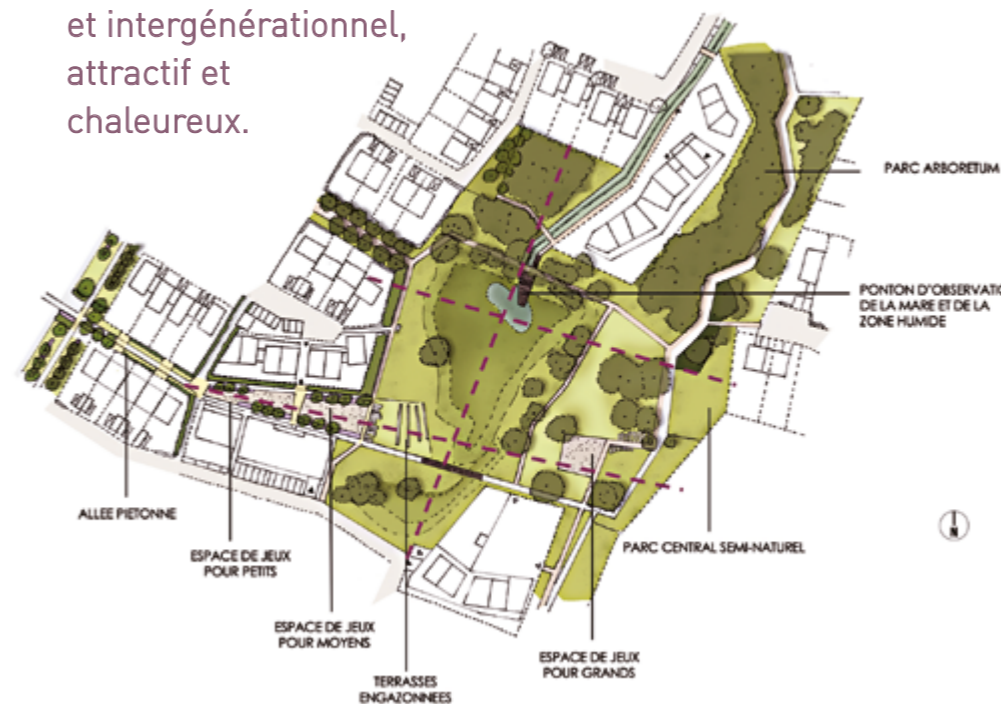 et intergénérationnel,
attractif et
chaleureux.
PARC ARBORETUM
PONTON D'OBSERVATIO
DE LA MARE ET DE LA
ZONE HUMIDE
ALLEE PIETONNE
ESPACE DE JEUX
POUR PETITS
PARC CENTRAL SEMI-NATUREL
ESPACE DE JEUX
POUR MOYENS
ESPACE DE JEUX
POUR GRANDS
TERRASSES
ENGAZONNEES
N